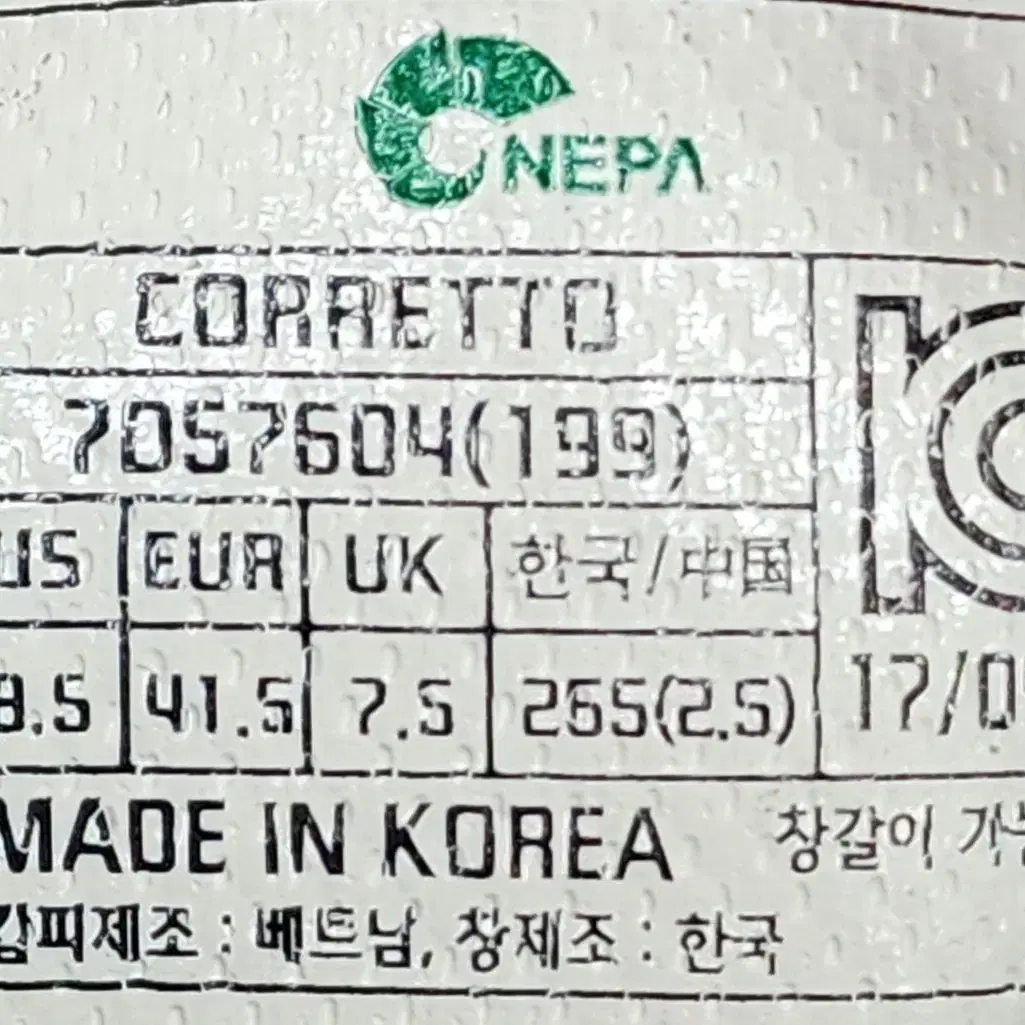 NEPA
COPRETTO
7057604(199)
US EUR UK 한국/中国
8.5 41.5 7.5 265(2.5)
17/0
MADE IN KOREA 창갈이 가능
갑피제조 : 베트남, 창제조 : 한국